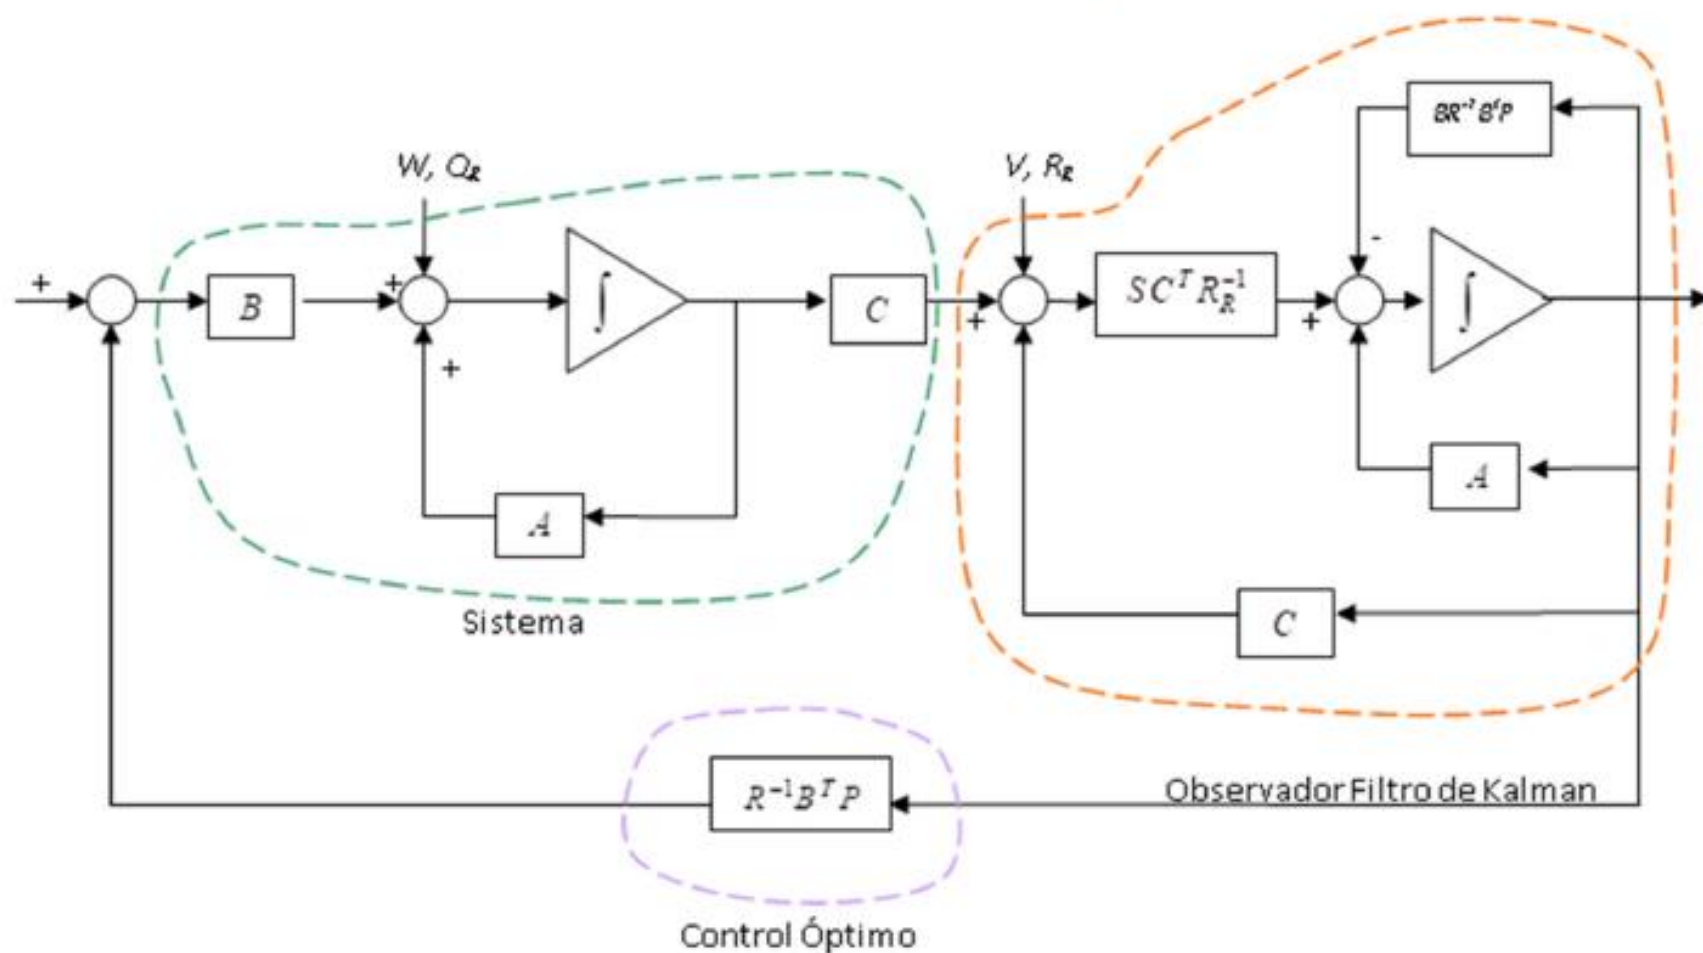 BR⁻¹BᵗP
W, Q_R
V, R_R
-
+
+
B
∫
C
+
SCᵀR_R⁻¹
+
∫
+
A
A
Sistema
C
R⁻¹BᵀP
Observador Filtro de Kalman
Control Óptimo